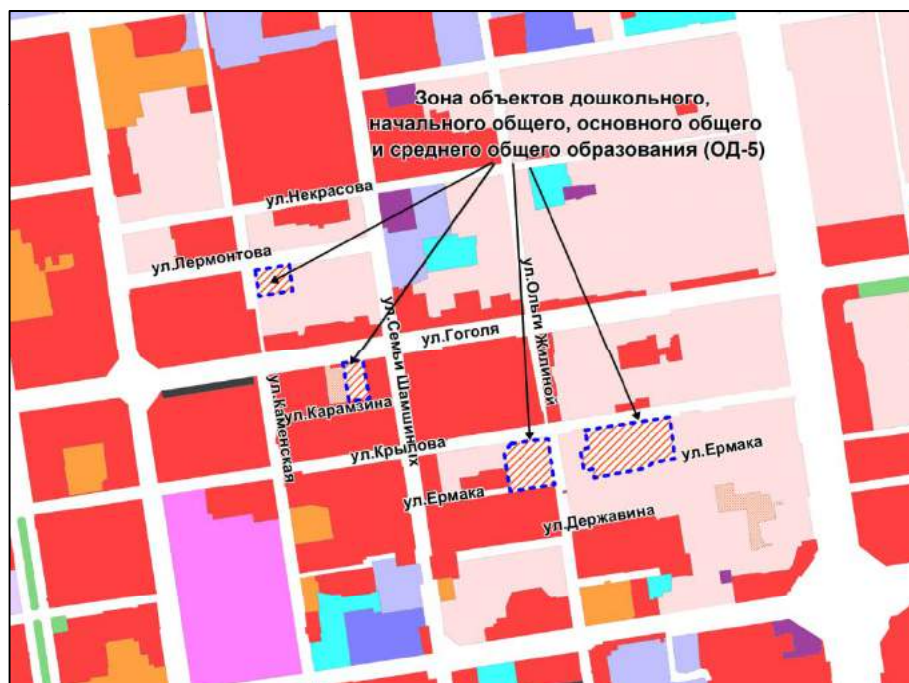 Зона объектов дошкольного,
начального общего, основного общего
и среднего общего образования (ОД-5)
ул.Некрасова
ул.Лермонтова
ул.Ольги Жилиной
ул.Семьи Шамшиных
ул.Гоголя
ул.Каменская
ул.Карамзина
ул.Крылова
ул.Ермака
ул.Ермака
ул.Державина